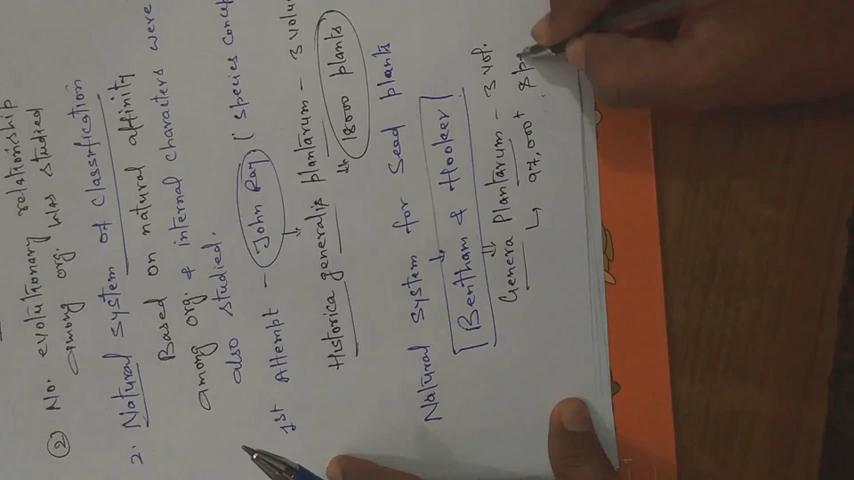 ② No. evolutionary relationship
among org. was studied
2. Natural System of Classification
Based on natural affinity
among org. & internal characters were
also studied.
1st Attempt - John Ray ( species concep
Historica generalis plantarum - 3 volu
↳ 18000 plants
Natural System for Seed plants
[Bentham & Hooker]
Genera Plantarum - 3 vol.
↳ 97,000+ sp